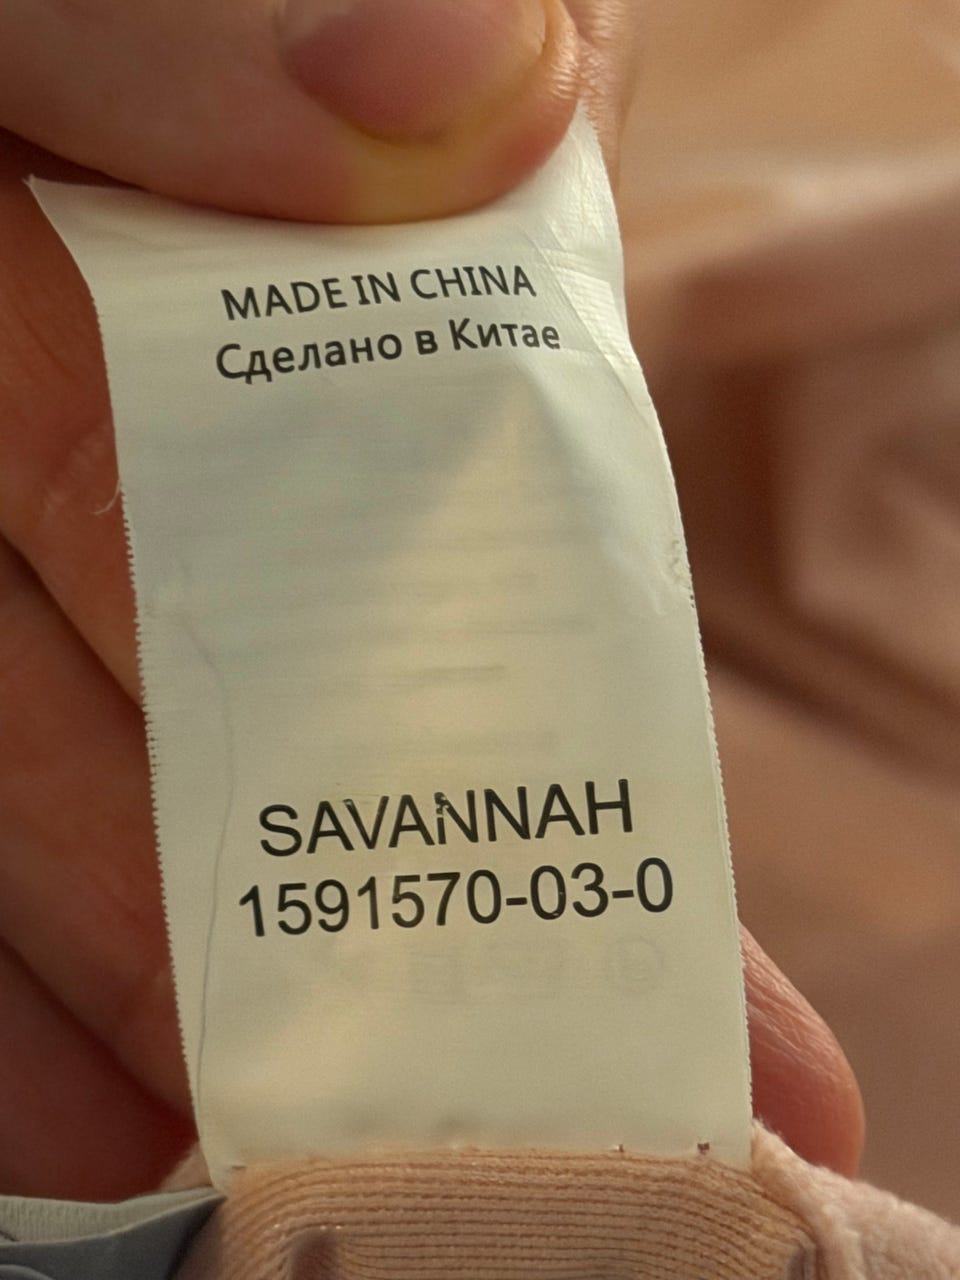 MADE IN CHINA
Сделано в Китае
SAVANNAH
1591570-03-0